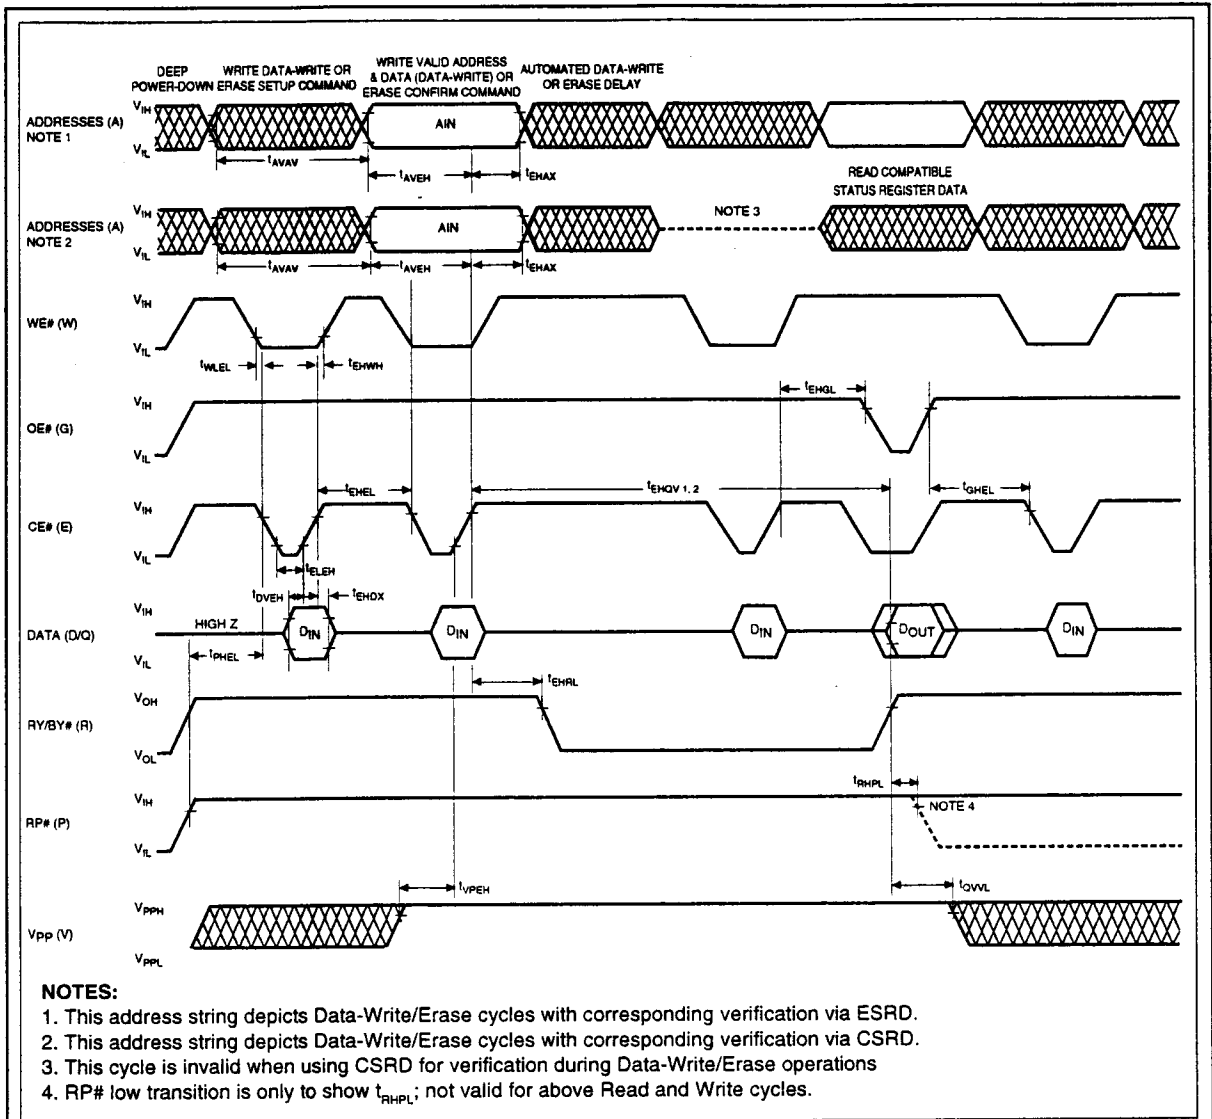 DEEP
POWER-DOWN
WRITE DATA-WRITE OR
ERASE SETUP COMMAND
WRITE VALID ADDRESS
& DATA (DATA-WRITE) OR
ERASE CONFIRM COMMAND
AUTOMATED DATA-WRITE
OR ERASE DELAY
ADDRESSES (A)
NOTE 1
VIH
VIL
AIN
tAVAV
tAVEH
tEHAX
READ COMPATIBLE
STATUS REGISTER DATA
ADDRESSES (A)
NOTE 2
VIH
VIL
AIN
NOTE 3
tAVAV
tAVEH
tEHAX
WE# (W)
VIH
VIL
tWLEL
tEHWH
OE# (G)
VIH
VIL
tEHGL
CE# (E)
VIH
VIL
tEHEL
tEHQV 1, 2
tGHEL
tELEH
DATA (D/Q)
VIH
VIL
HIGH Z
tDVEH
tEHDX
DIN
DIN
DIN
DOUT
DIN
tPHEL
tEHRL
RY/BY# (R)
VOH
VOL
RP# (P)
VIH
VIL
tRHPL
NOTE 4
VPP (V)
VPPH
VPPL
tVPEH
tQVVL
NOTES:
1. This address string depicts Data-Write/Erase cycles with corresponding verification via ESRD.
2. This address string depicts Data-Write/Erase cycles with corresponding verification via CSRD.
3. This cycle is invalid when using CSRD for verification during Data-Write/Erase operations
4. RP# low transition is only to show tRHPL; not valid for above Read and Write cycles.